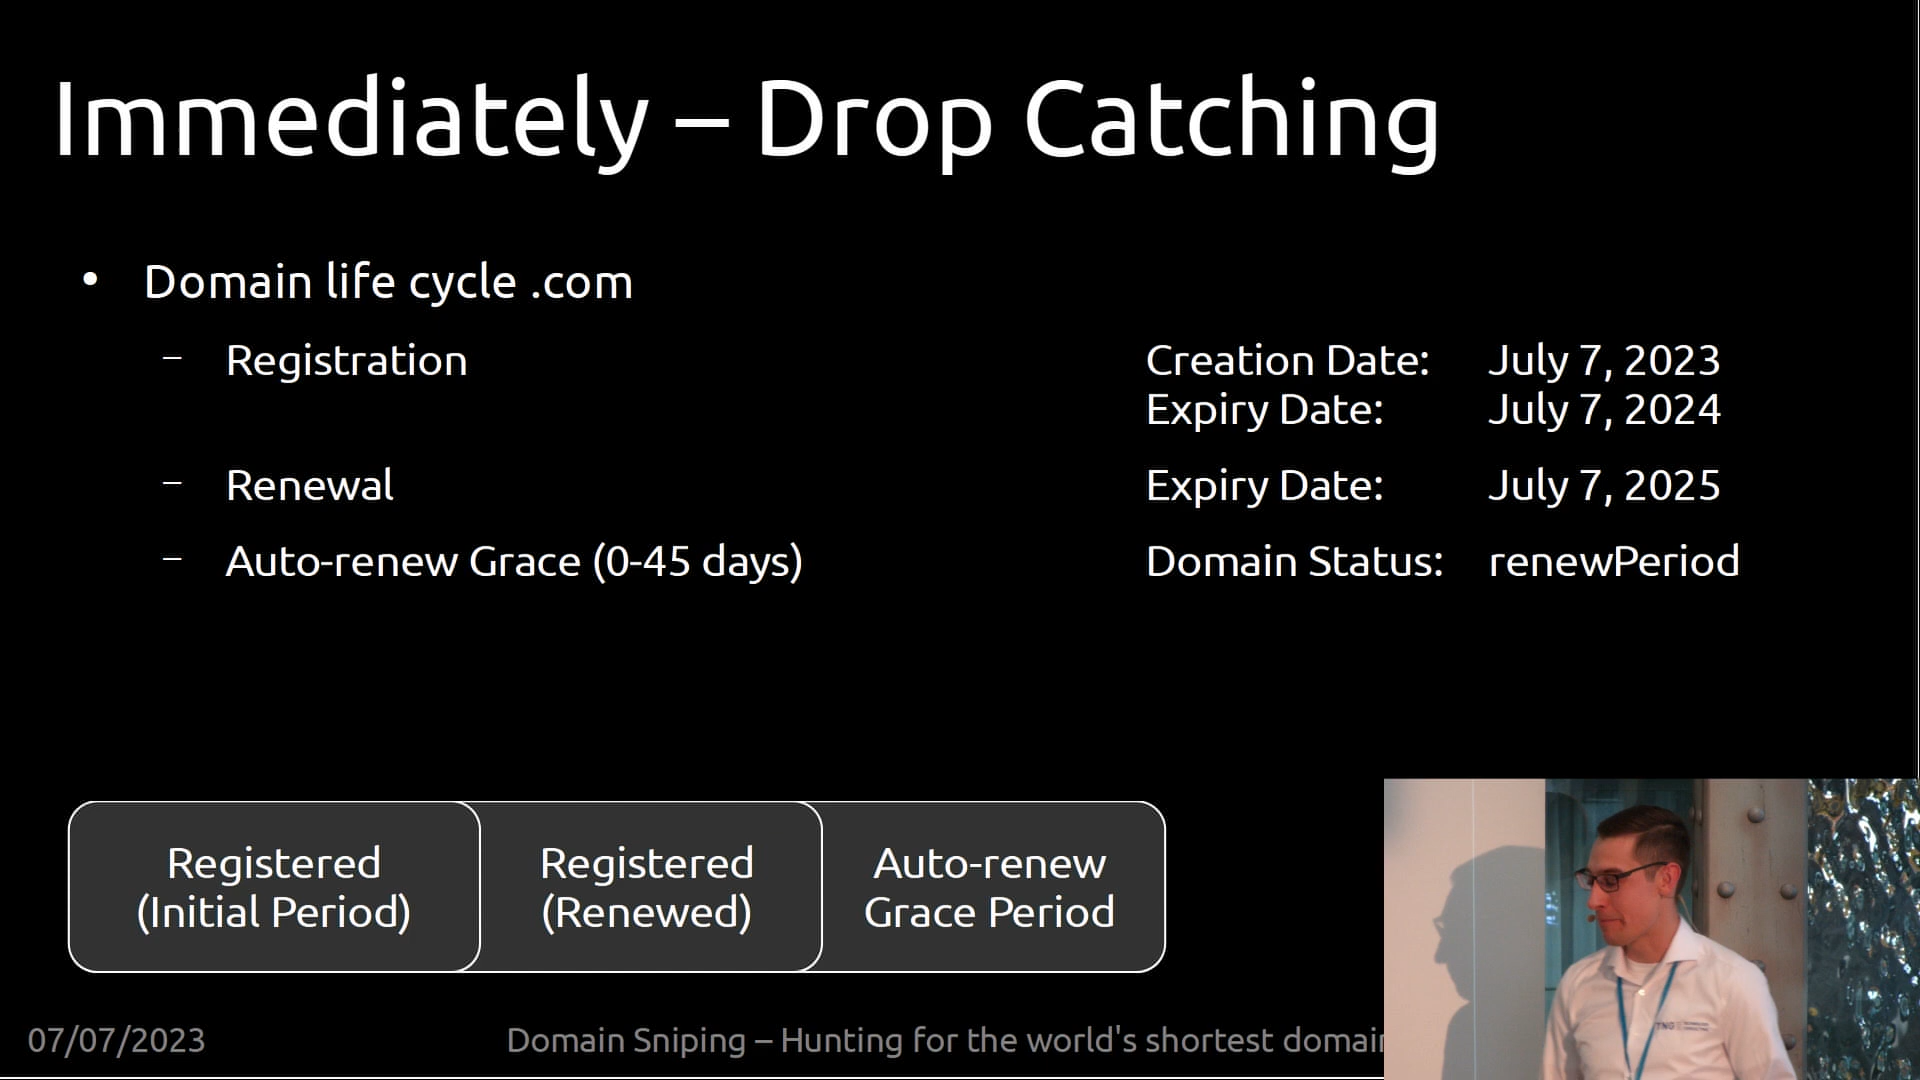 Immediately – Drop Catching
• Domain life cycle .com
– Registration
Creation Date: July 7, 2023
Expiry Date: July 7, 2024
– Renewal
Expiry Date: July 7, 2025
– Auto-renew Grace (0-45 days)
Domain Status: renewPeriod
Registered
(Initial Period)
Registered
(Renewed)
Auto-renew
Grace Period
07/07/2023
Domain Sniping – Hunting for the world's shortest domain
TNG